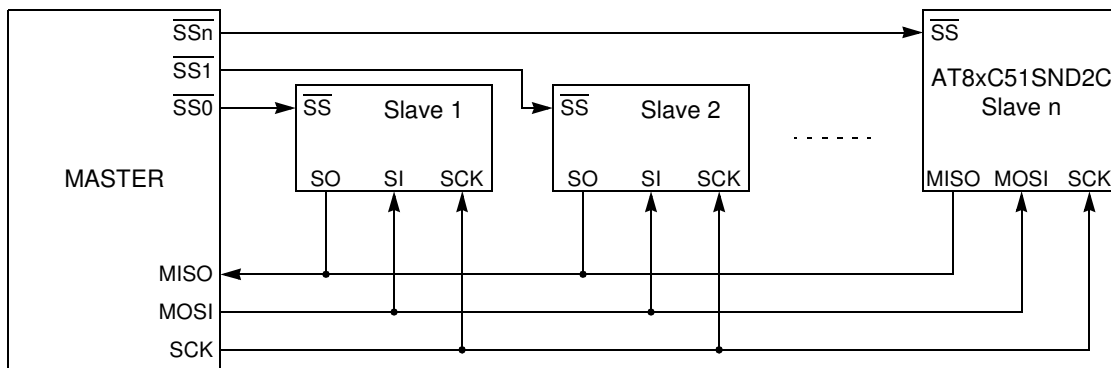 SSn
SS
SS1
AT8xC51SND2C
Slave n
SS0
SS
Slave 1
SS
Slave 2
MASTER
SO
SI
SCK
SO
SI
SCK
MISO
MOSI
SCK
MISO
MOSI
SCK